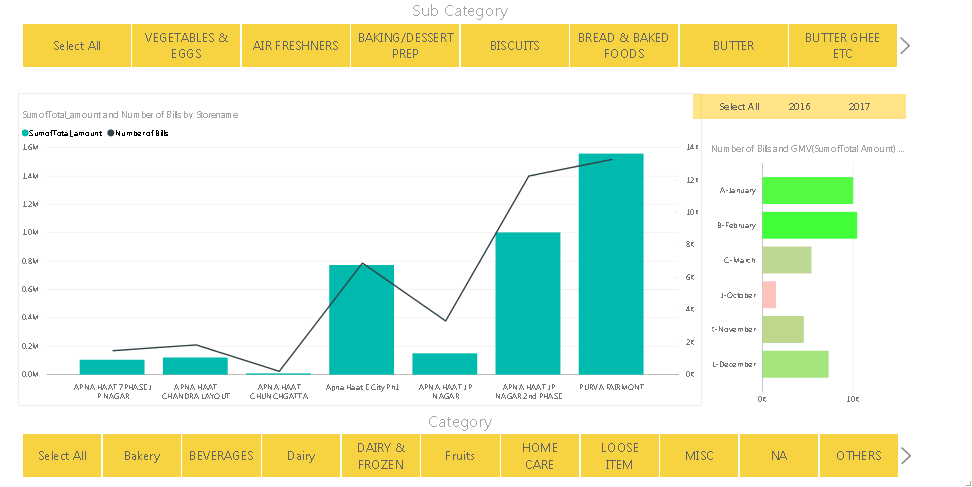 Sub Category
Select All
VEGETABLES &
EGGS
AIR FRESHNERS
BAKING/DESSERT
PREP
BISCUITS
BREAD & BAKED
FOODS
BUTTER
BUTTER GHEE
ETC
SumofTotal_amount and Number of Bills by Storename
SumofTotal_amount Number of Bills
1.6M
1.4M
1.2M
1.0M
0.8M
0.6M
0.4M
0.2M
0.0M
14K
12K
10K
8K
6K
4K
2K
0K
APNA HAAT 7 PHASE J
P NAGAR
APNA HAAT
CHANDRA LAYOUT
APNA HAAT
CHUNCHGATTA
Apna Haat E City Ph1
APNA HAAT J P
NAGAR
APNA HAAT JP
NAGAR 2nd PHASE
PURVA FAIRMONT
Select All 2016 2017
Number of Bills and GMV(SumofTotal Amount) ...
A-January
B-February
C-March
J-October
K-November
L-December
0K 10K
Category
Select All
Bakery
BEVERAGES
Dairy
DAIRY &
FROZEN
Fruits
HOME
CARE
LOOSE
ITEM
MISC
NA
OTHERS